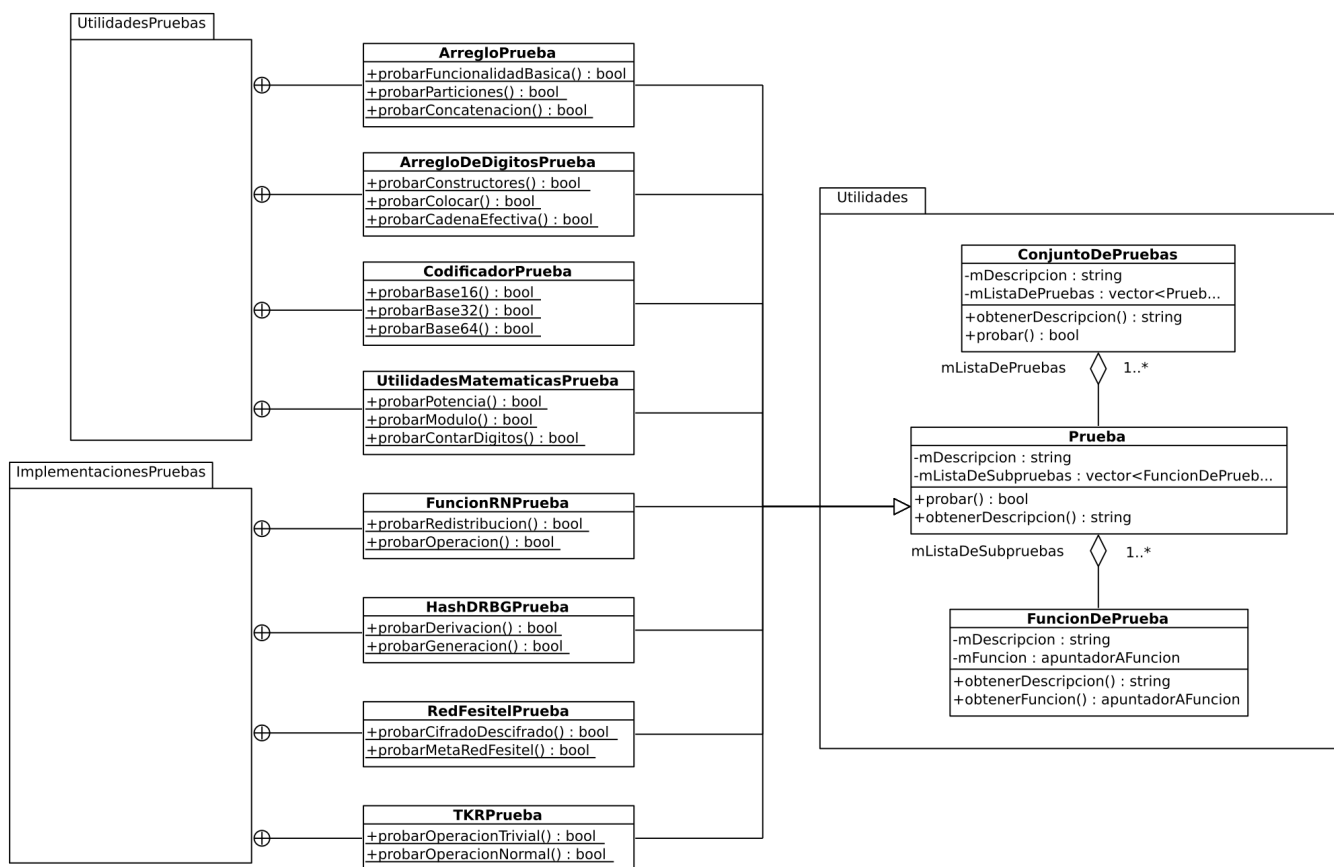 UtilidadesPruebas
ArregloPrueba
+probarFuncionalidadBasica() : bool
+probarParticiones() : bool
+probarConcatenacion() : bool
ArregloDeDigitosPrueba
+probarConstructores() : bool
+probarColocar() : bool
+probarCadenaEfectiva() : bool
CodificadorPrueba
+probarBase16() : bool
+probarBase32() : bool
+probarBase64() : bool
UtilidadesMatematicasPrueba
+probarPotencia() : bool
+probarModulo() : bool
+probarContarDigitos() : bool
ImplementacionesPruebas
FuncionRNPrueba
+probarRedistribucion() : bool
+probarOperacion() : bool
HashDRBGPrueba
+probarDerivacion() : bool
+probarGeneracion() : bool
RedFesitelPrueba
+probarCifradoDescifrado() : bool
+probarMetaRedFesitel() : bool
TKRPrueba
+probarOperacionTrivial() : bool
+probarOperacionNormal() : bool
Utilidades
ConjuntoDePruebas
-mDescripcion : string
-mListaDePruebas : vector<Prueb...
+obtenerDescripcion() : string
+probar() : bool
mListaDePruebas 1..*
Prueba
-mDescripcion : string
-mListaDeSubpruebas : vector<FuncionDePrueb...
+probar() : bool
+obtenerDescripcion() : string
mListaDeSubpruebas 1..*
FuncionDePrueba
-mDescripcion : string
-mFuncion : apuntadorAFuncion
+obtenerDescripcion() : string
+obtenerFuncion() : apuntadorAFuncion